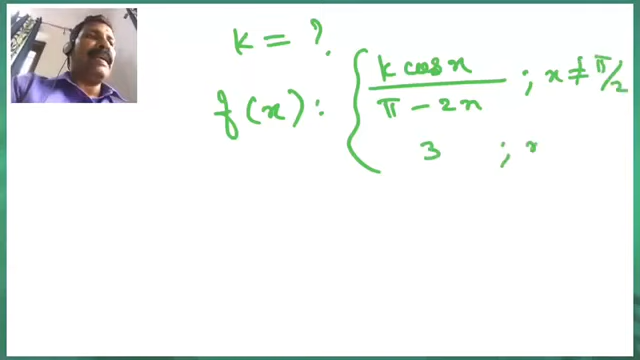 K = ?
f(x) : { K cos x / π - 2x ; x ≠ π/2
3 ; x